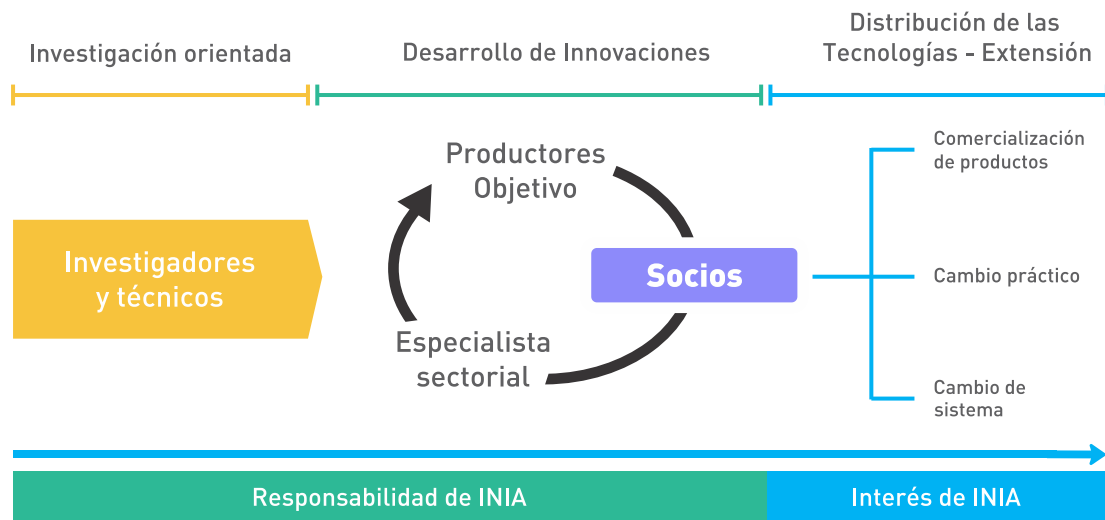 Investigación orientada
Desarrollo de Innovaciones
Distribución de las
Tecnologías - Extensión
Investigadores
y técnicos
Productores
Objetivo
Socios
Especialista
sectorial
Comercialización
de productos
Cambio práctico
Cambio de
sistema
Responsabilidad de INIA
Interés de INIA